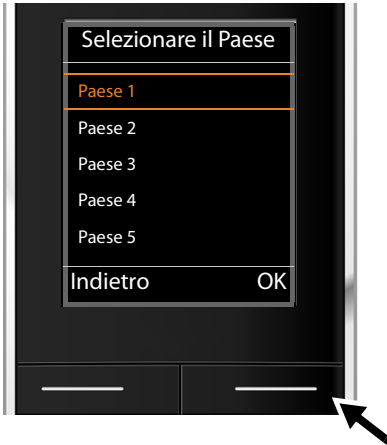 Selezionare il Paese
Paese 1
Paese 2
Paese 3
Paese 4
Paese 5
Indietro OK